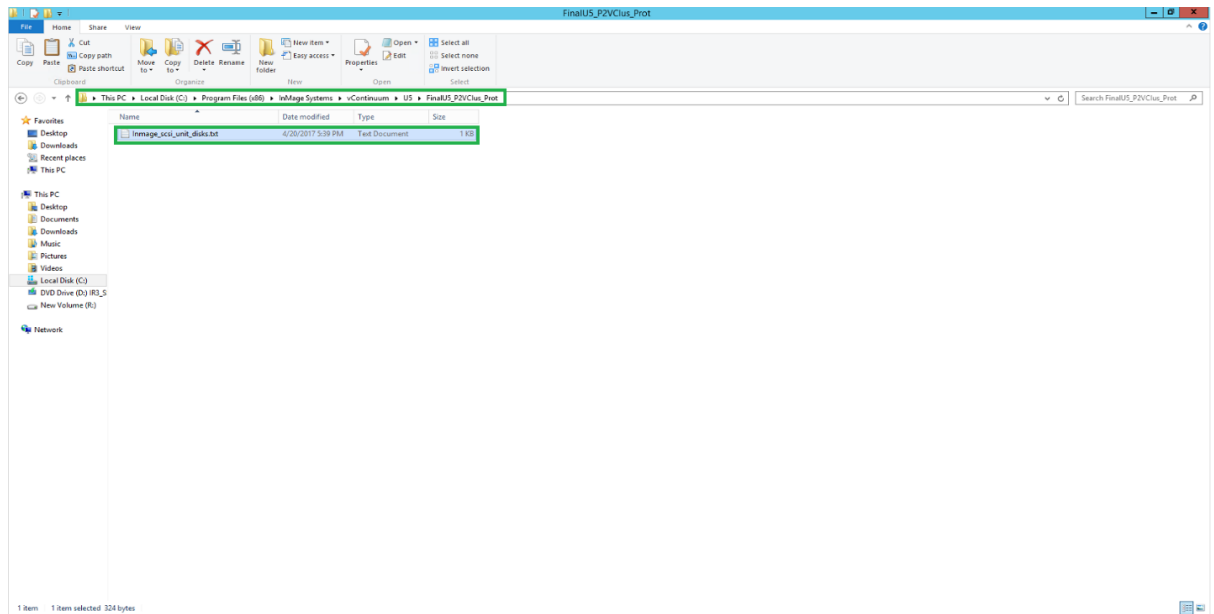 FinalU5_P2VClus_Prot
File Home Share View
Copy
Paste
Cut
Copy path
Paste shortcut
Clipboard
Move to
Copy to
Delete Rename
Organize
New folder
New item
Easy access
New
Properties
Open
Edit
Open
Select all
Select none
Invert selection
Select
This PC Local Disk (C:) Program Files (x86) InMage Systems vContinuum U5 FinalU5_P2VClus_Prot
Search FinalU5_P2VClus_Prot
Name Date modified Type Size
Inmage_scsi_unit_disks.txt 4/20/2017 5:39 PM Text Document 1 KB
Favorites
Desktop
Downloads
Recent places
This PC
This PC
Desktop
Documents
Downloads
Music
Pictures
Videos
Local Disk (C:)
DVD Drive (D:) IR3_S
New Volume (R:)
Network
1 item 1 item selected 324 bytes